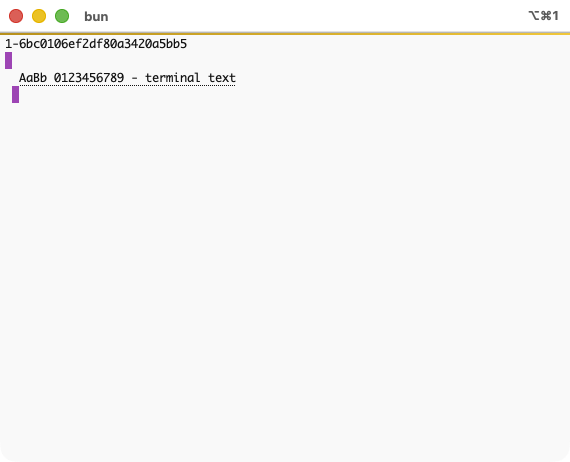 bun
⌥⌘1
1-6bc0106ef2df80a3420a5bb5
AaBb 0123456789 - terminal text